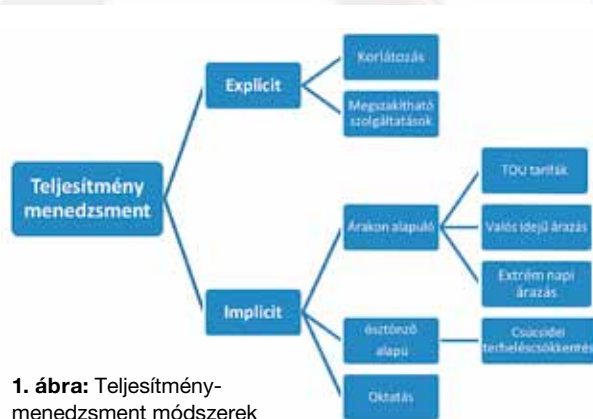 Teljesítmény
menedzsment
Explicit
Korlátozás
Megszakítható
szolgáltatások
Implicit
Árakon alapuló
TOU tarifák
Valós idejű árazás
Extrém napi
árazás
ösztönző
alapú
Csúcsidei
terheléscsökkentés
Oktatás
1. ábra: Teljesítmény-
menedzsment módszerek